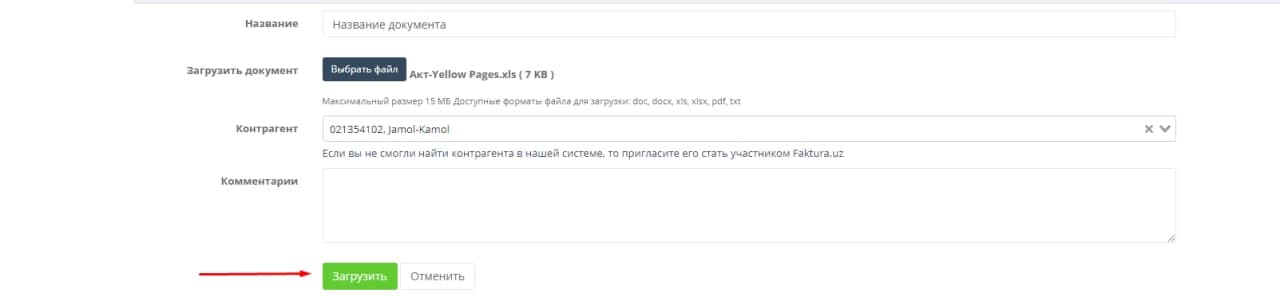 Название Название документа
Загрузить документ Выбрать файл Акт-Yellow Pages.xls ( 7 KB )
Максимальный размер 15 МБ Доступные форматы файла для загрузки: doc, docx, xls, xlsx, pdf, txt
Контрагент 021354102, Jamol-Kamol
Если вы не смогли найти контрагента в нашей системе, то пригласите его стать участником Faktura.uz
Комментарии
Загрузить Отменить